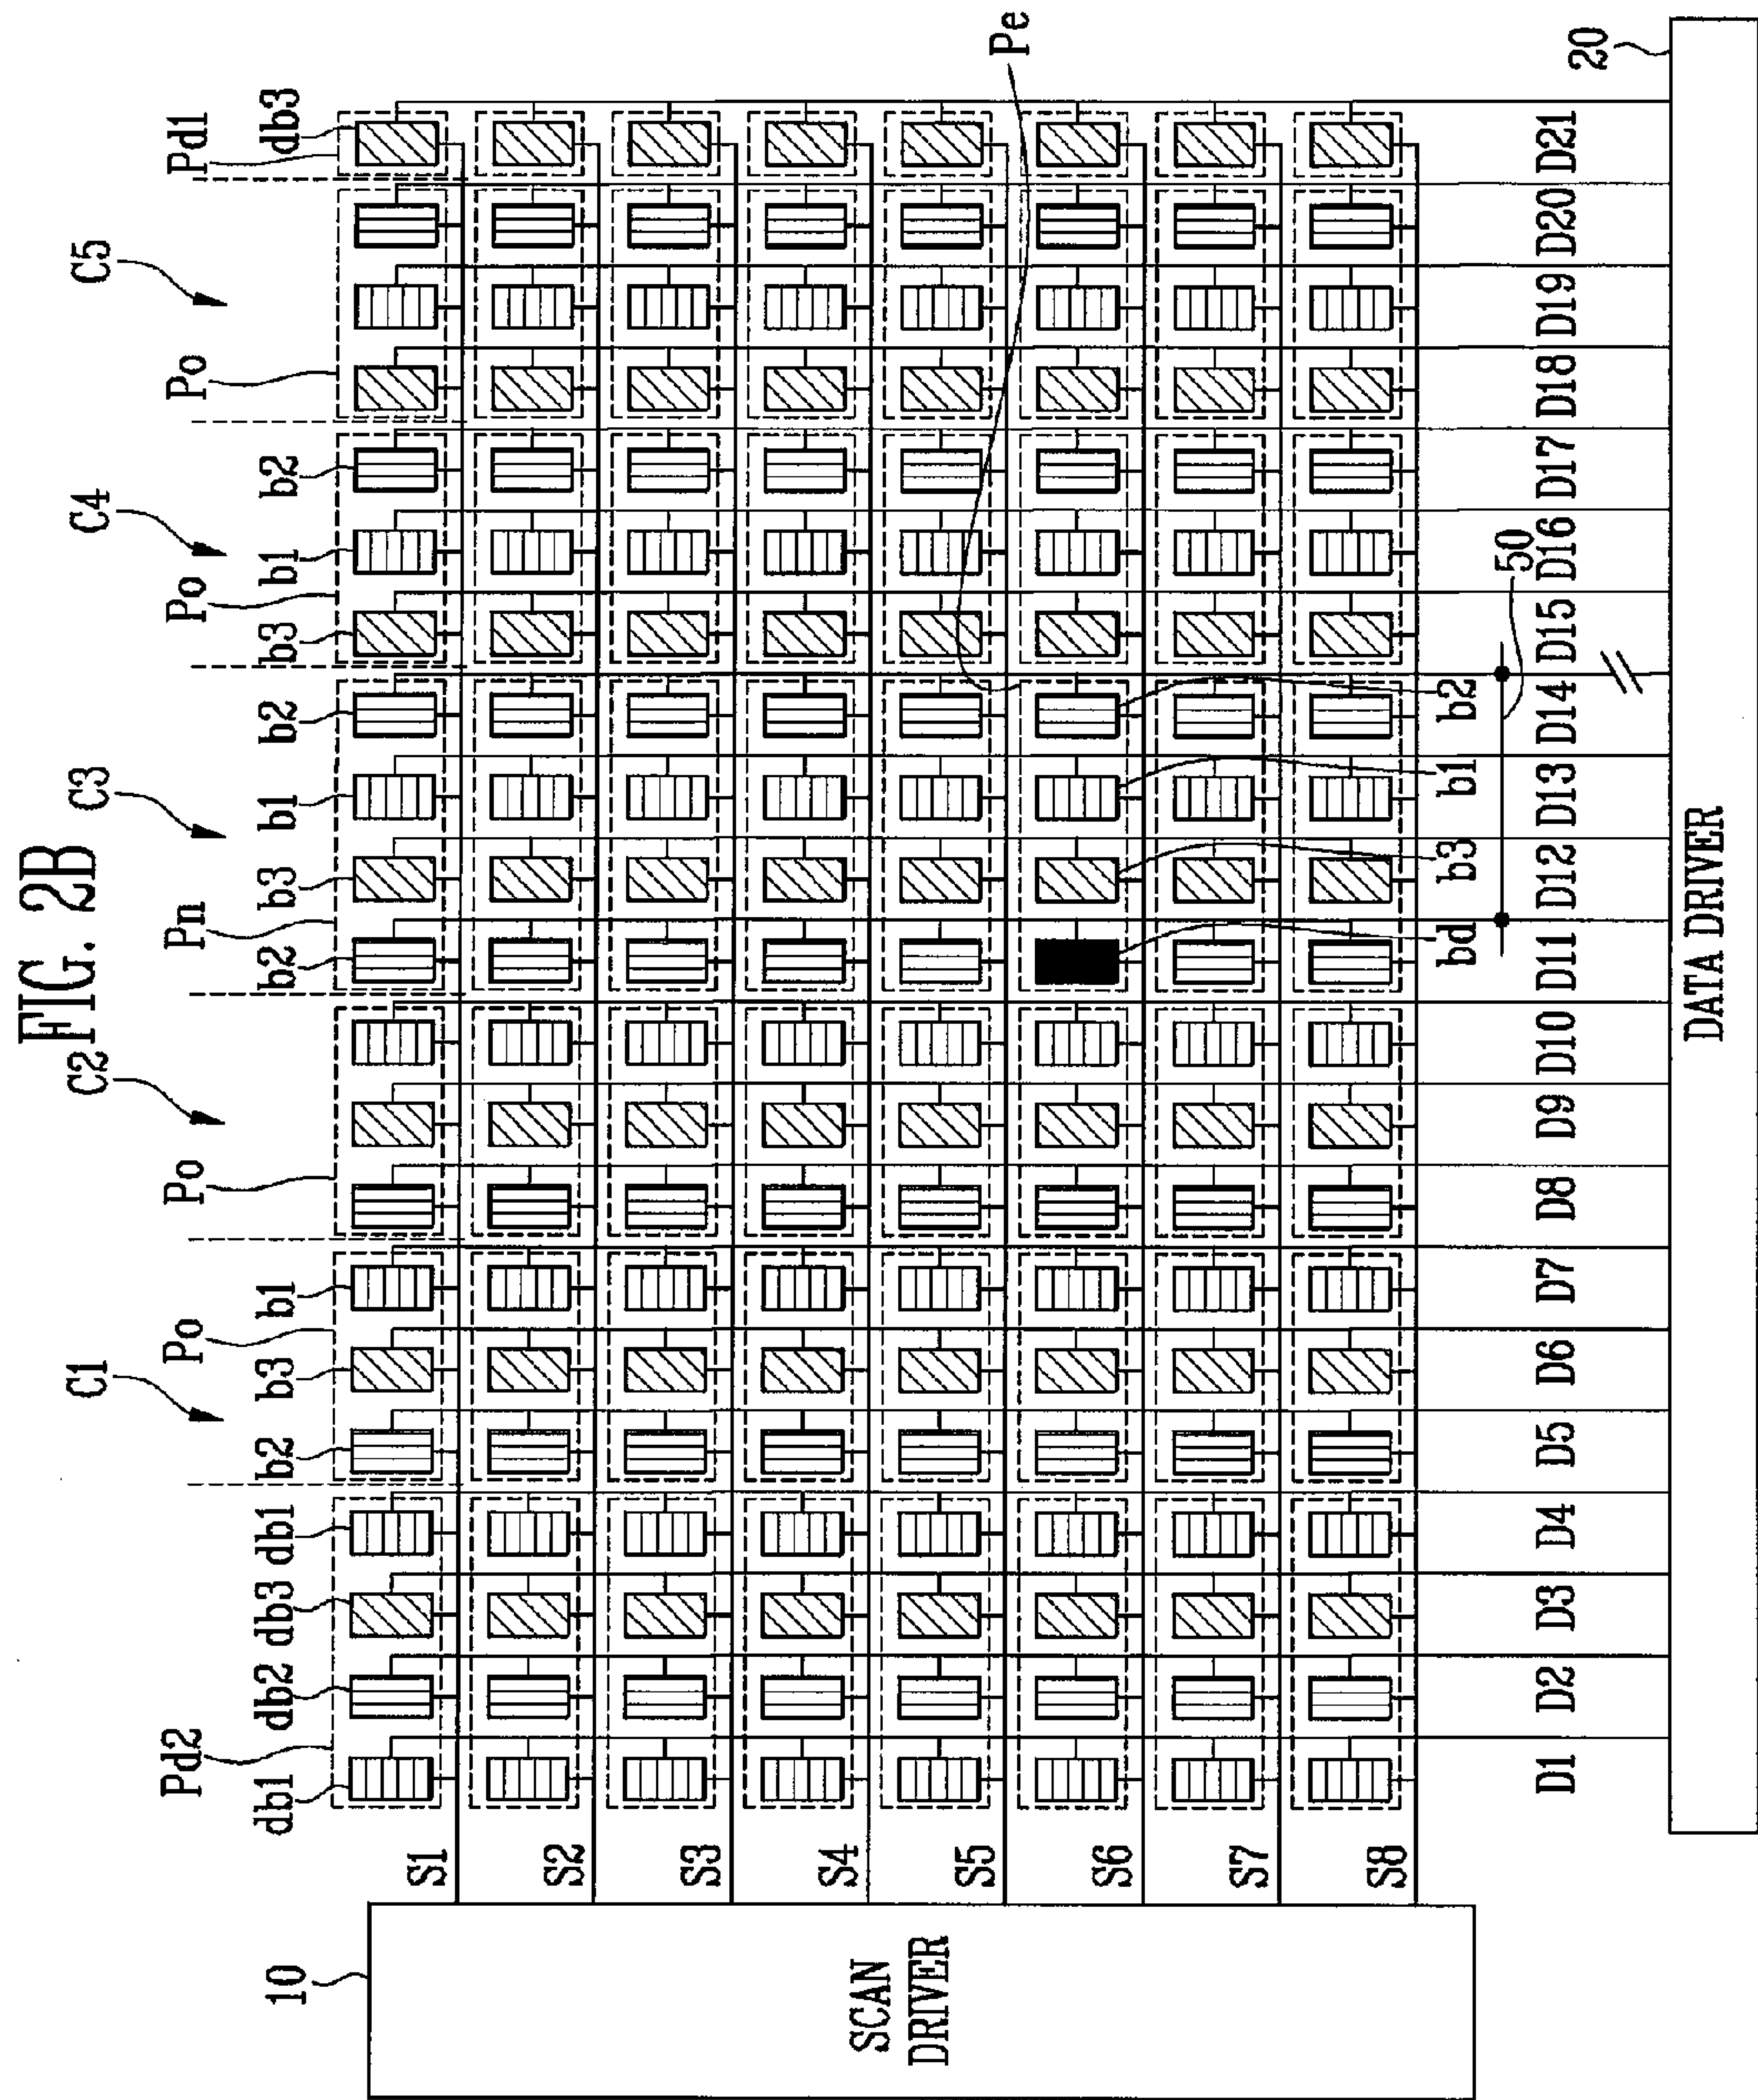 FIG. 2B
C1
C2
C3
C4
C5
Pd2
Po
Po
Pn
Po
Po
Pd1
db1
db2
db3
db1
b2
b3
b1
b2
b3
b1
b2
b3
b1
b2
db3
10
SCAN
DRIVER
S1
S2
S3
S4
S5
S6
S7
S8
Pe
bd
b3
b1
b2
50
D1
D2
D3
D4
D5
D6
D7
D8
D9
D10
D11
D12
D13
D14
D15
D16
D17
D18
D19
D20
D21
20
DATA DRIVER